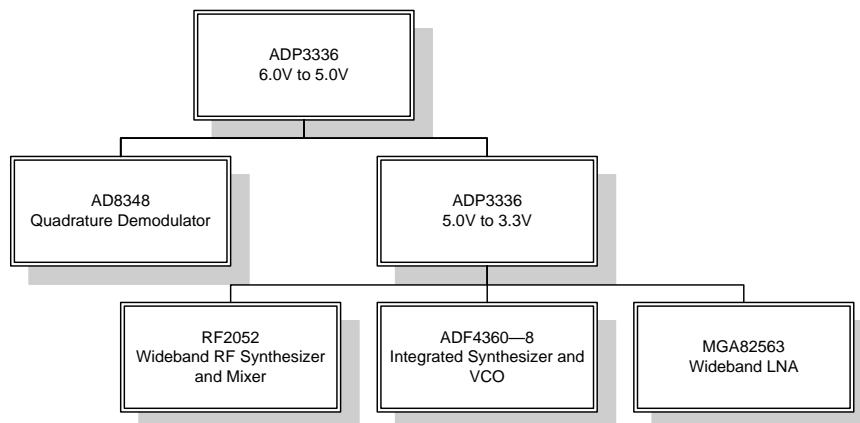 ADP3336
6.0V to 5.0V
AD8348
Quadrature Demodulator
ADP3336
5.0V to 3.3V
RF2052
Wideband RF Synthesizer
and Mixer
ADF4360—8
Integrated Synthesizer and
VCO
MGA82563
Wideband LNA